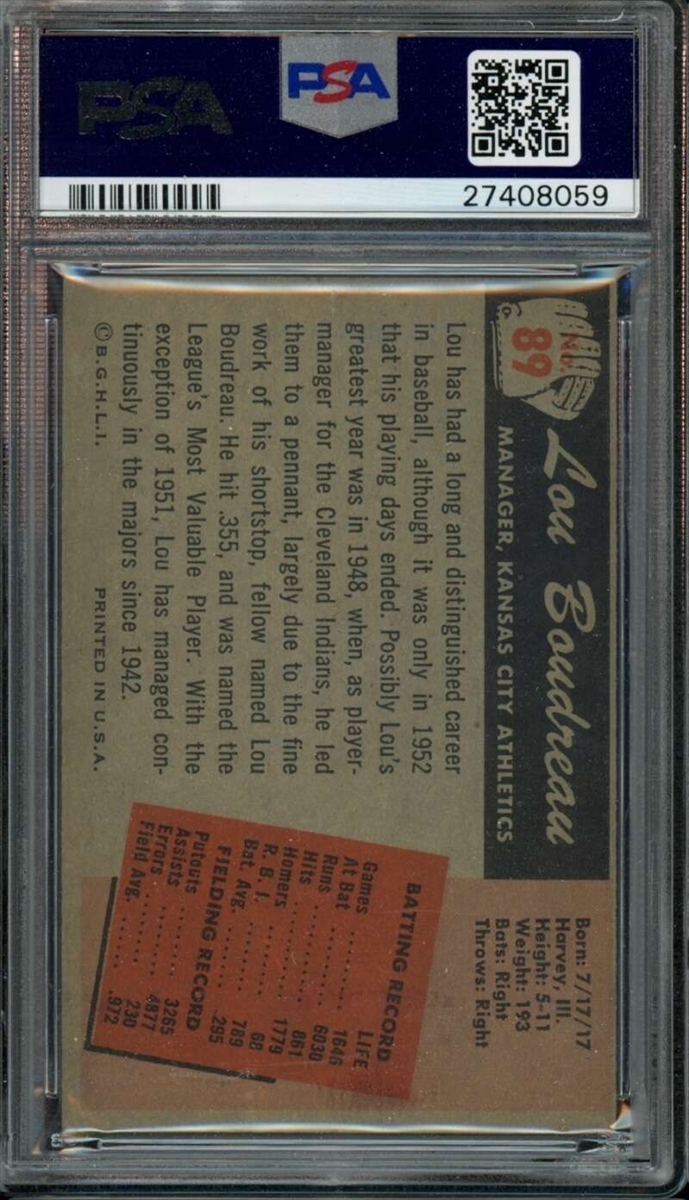 PSA
PSA
27408059
No.
89
Lou Boudreau
MANAGER, KANSAS CITY ATHLETICS
Born: 7/17/17
Harvey, Ill.
Height: 5-11
Weight: 193
Bats: Right
Throws: Right
Lou has had a long and distinguished career
in baseball, although it was only in 1952
that his playing days ended. Possibly Lou's
greatest year was in 1948, when, as player-
manager for the Cleveland Indians, he led
them to a pennant, largely due to the fine
work of his shortstop, fellow named Lou
Boudreau. He hit .355, and was named the
League's Most Valuable Player. With the
exception of 1951, Lou has managed con-
tinuously in the majors since 1942.
©B.G.H.L.I. PRINTED IN U.S.A.
BATTING RECORD
LIFE
Games ........ 1646
At Bat ........ 6030
Runs ........ 861
Hits ........ 1779
Homers ........ 68
R. B. I. ........ 789
Bat. Avg. ........ .295
FIELDING RECORD
Putouts ........ 3265
Assists ........ 4877
Errors ........ 230
Field Avg. ........ .972